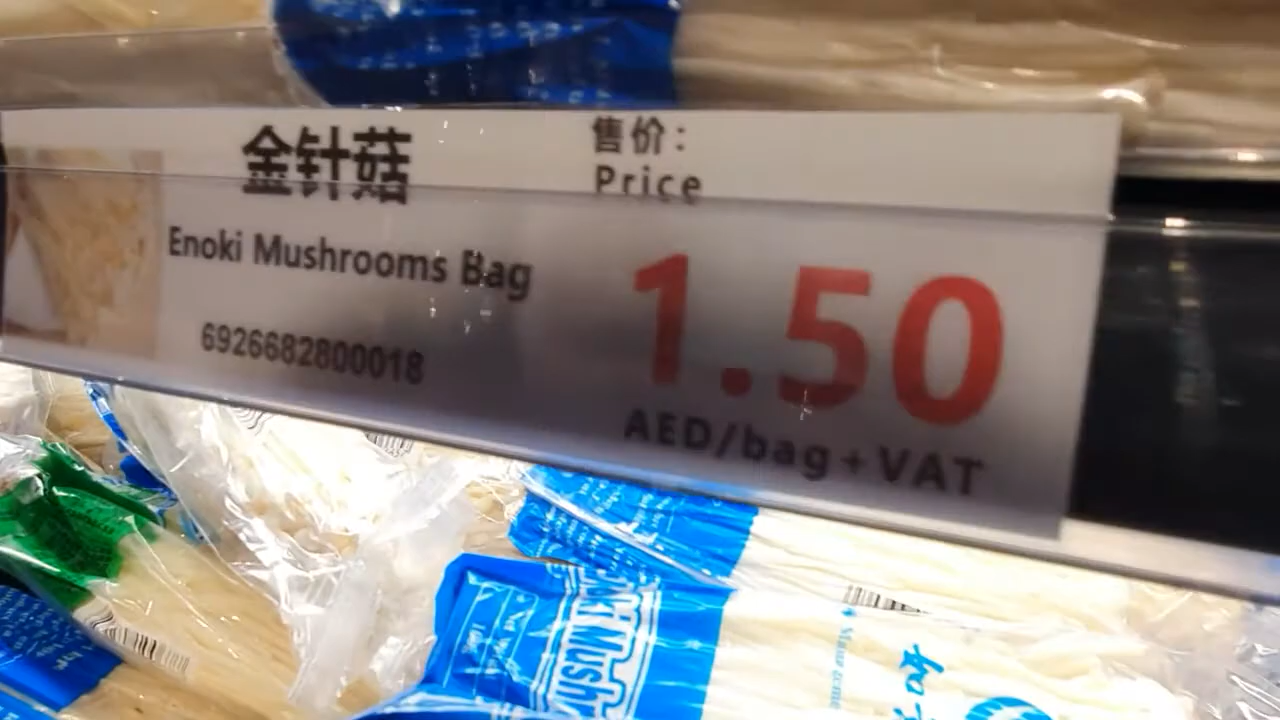 金针菇
Enoki Mushrooms Bag
6926682800018
售价：
Price
1.50
AED/bag+VAT